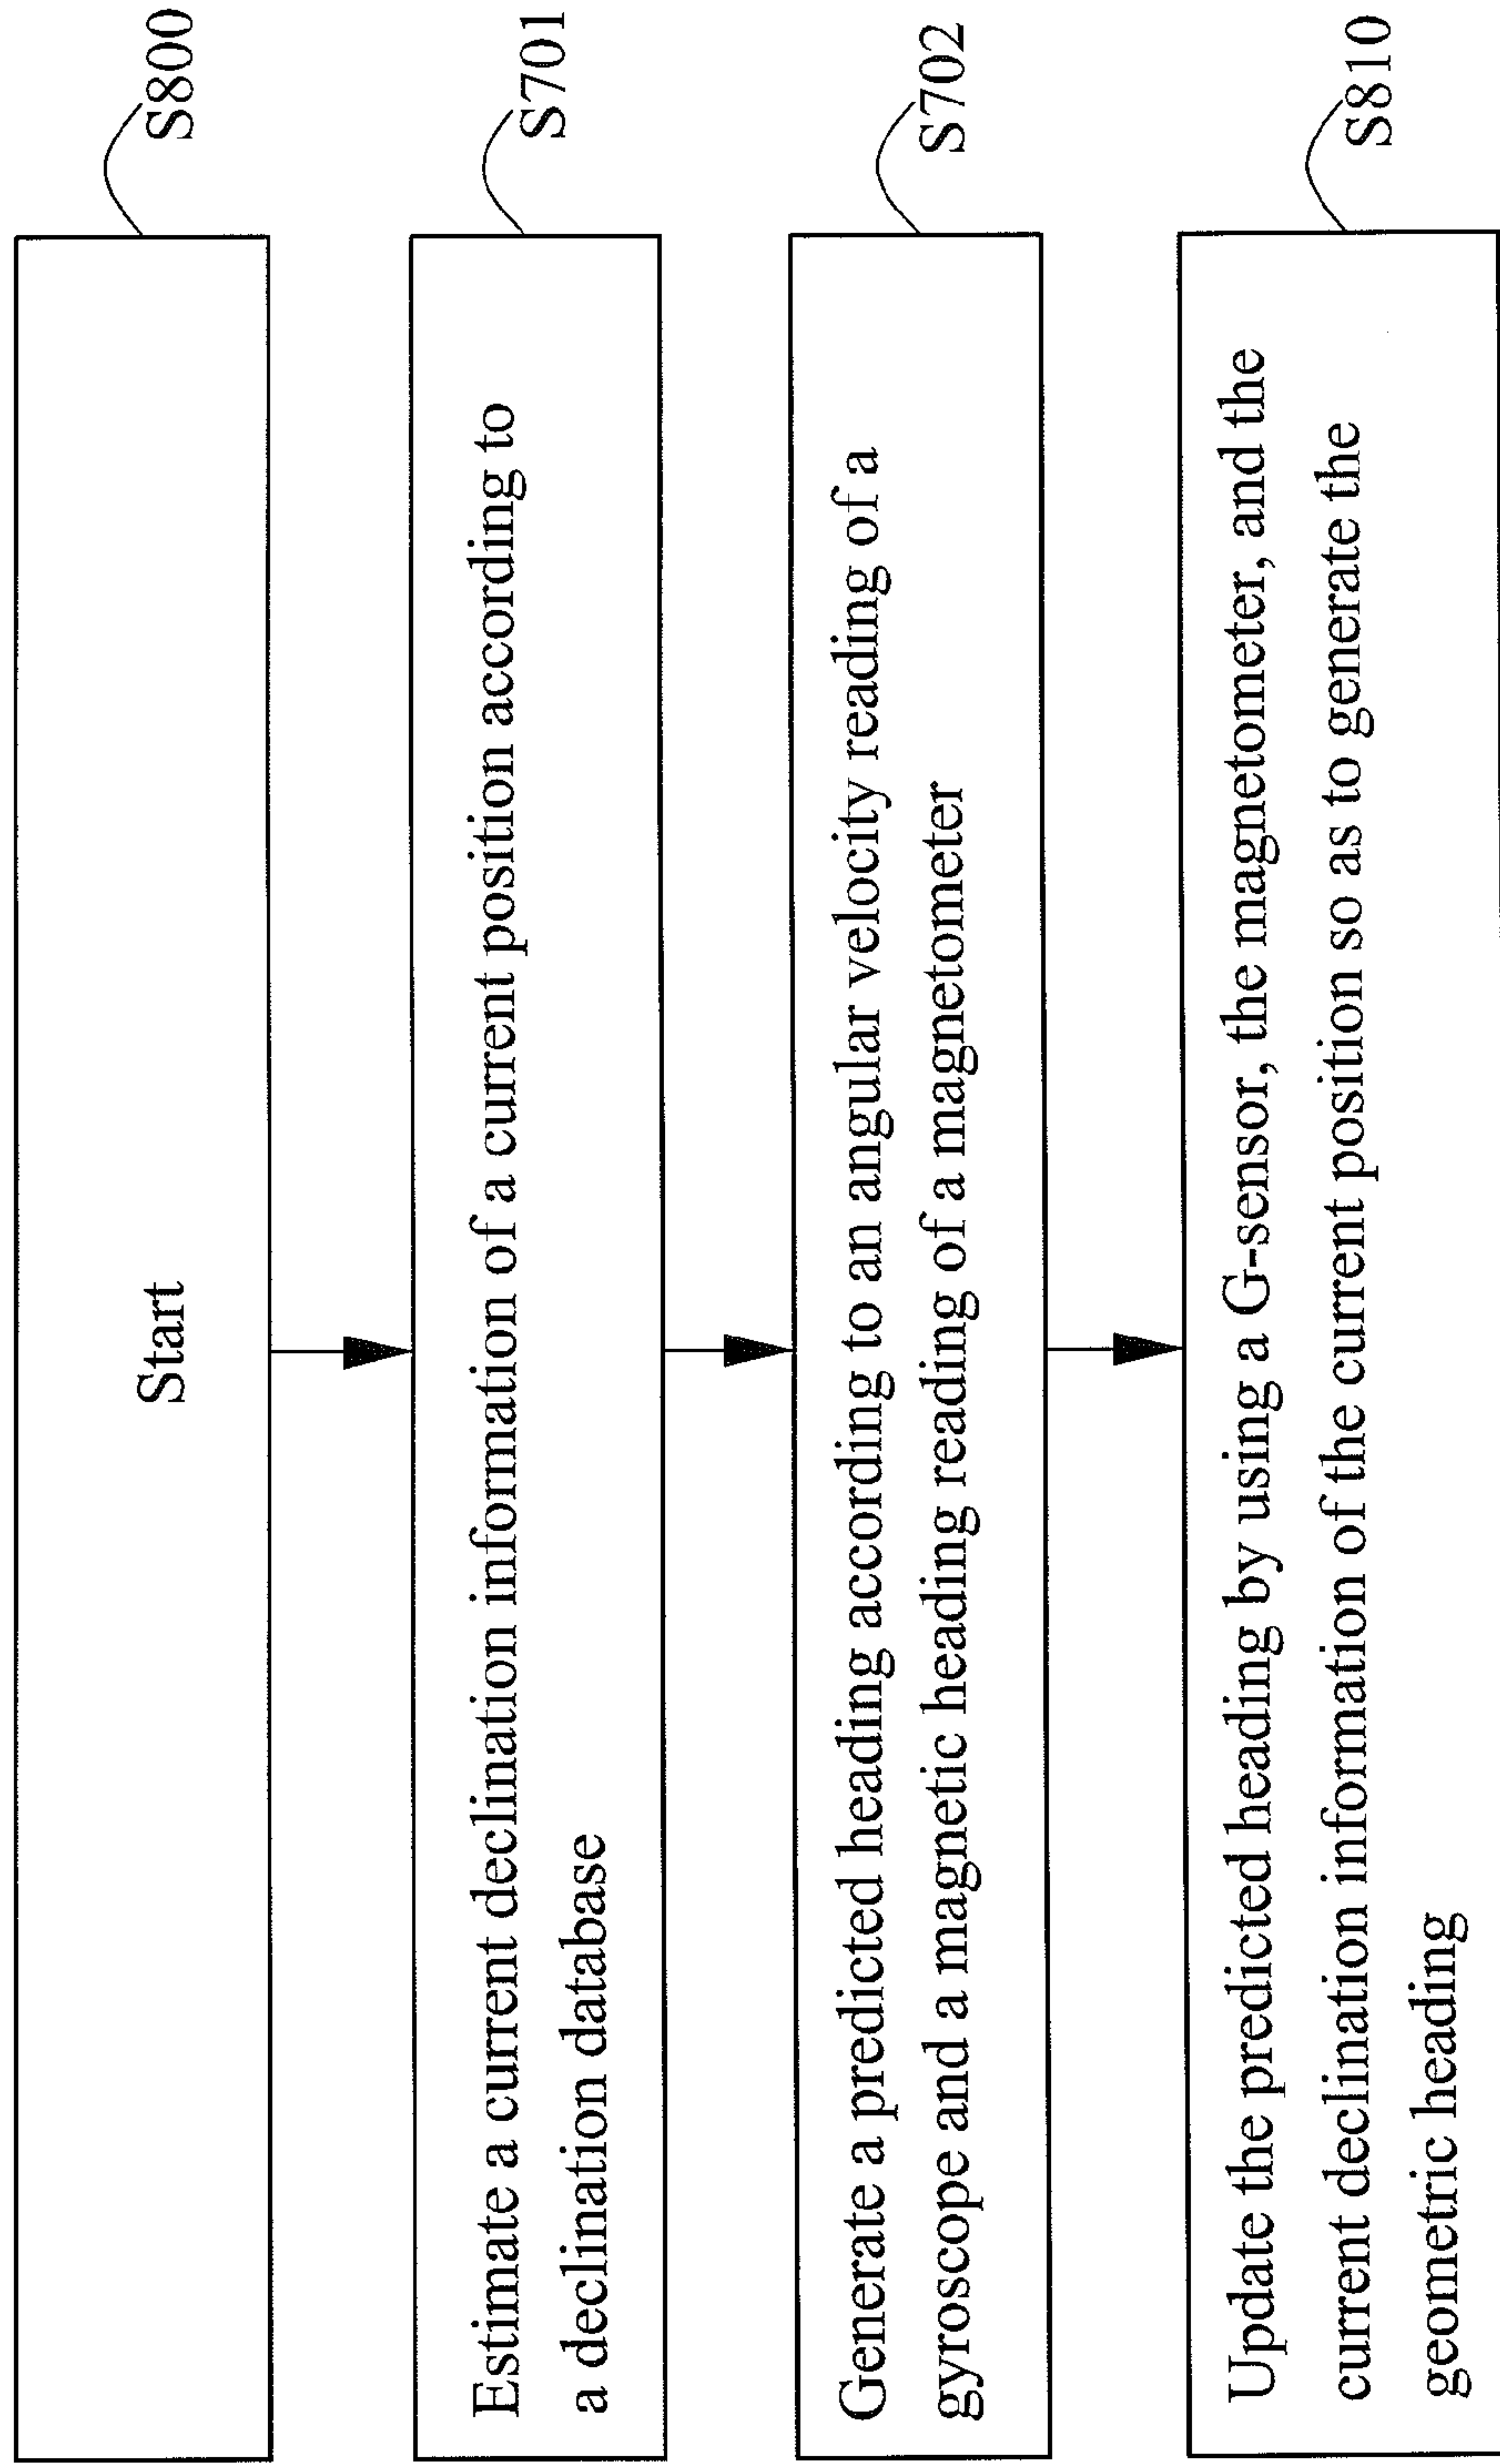 Start
S800
Estimate a current declination information of a current position according to
a declination database
S701
Generate a predicted heading according to an angular velocity reading of a
gyroscope and a magnetic heading reading of a magnetometer
S702
Update the predicted heading by using a G-sensor, the magnetometer, and the
current declination information of the current position so as to generate the
geometric heading
S810